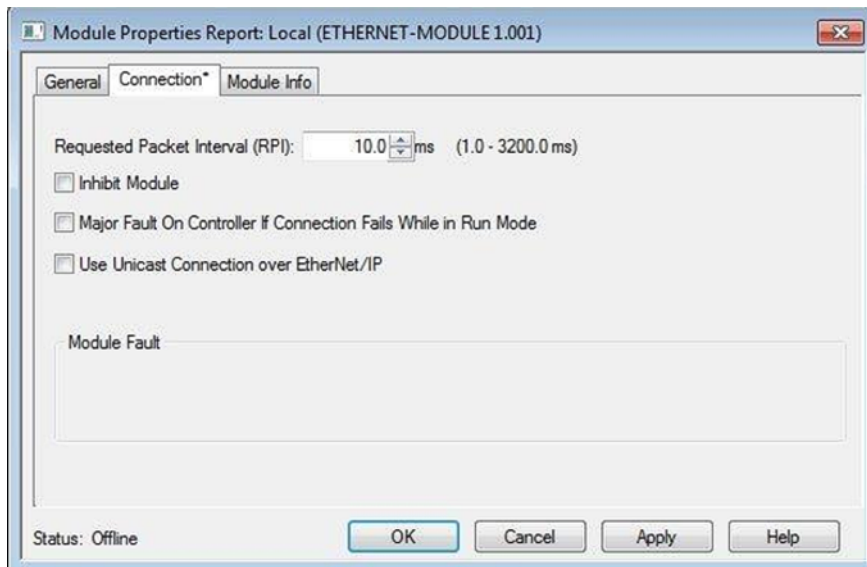 Module Properties Report: Local (ETHERNET-MODULE 1.001)
General Connection* Module Info
Requested Packet Interval (RPI): 10.0 ms (1.0 - 3200.0 ms)
Inhibit Module
Major Fault On Controller If Connection Fails While in Run Mode
Use Unicast Connection over EtherNet/IP
Module Fault
Status: Offline OK Cancel Apply Help